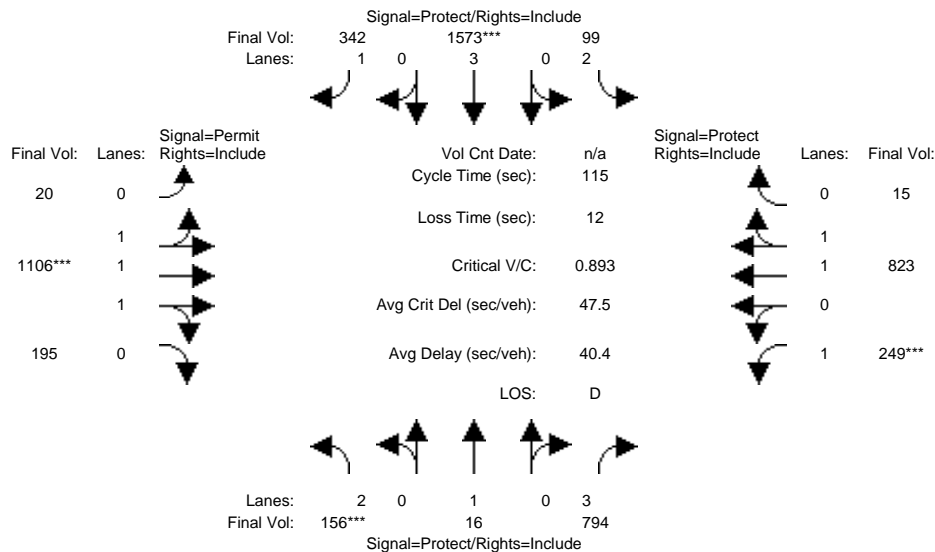 Signal=Protect/Rights=Include
Final Vol: 342 1573*** 99
Lanes: 1 0 3 0 2
Signal=Permit
Final Vol: Lanes: Rights=Include
Vol Cnt Date: n/a
Signal=Protect
Rights=Include Lanes: Final Vol:
Cycle Time (sec): 115
20 0
0 15
Loss Time (sec): 12
1
1
1106*** 1
Critical V/C: 0.893
1 823
1
Avg Crit Del (sec/veh): 47.5
0
195 0
Avg Delay (sec/veh): 40.4
1 249***
LOS: D
Lanes: 2 0 1 0 3
Final Vol: 156*** 16 794
Signal=Protect/Rights=Include